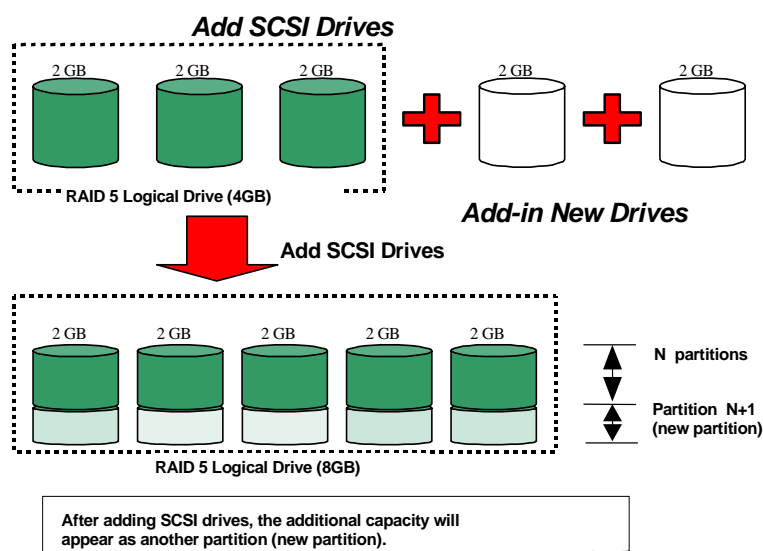 Add SCSI Drives
2 GB
2 GB
2 GB
2 GB
2 GB
RAID 5 Logical Drive (4GB)
Add-in New Drives
Add SCSI Drives
2 GB
2 GB
2 GB
2 GB
2 GB
N partitions
Partition N+1
(new partition)
RAID 5 Logical Drive (8GB)
After adding SCSI drives, the additional capacity will
appear as another partition (new partition).